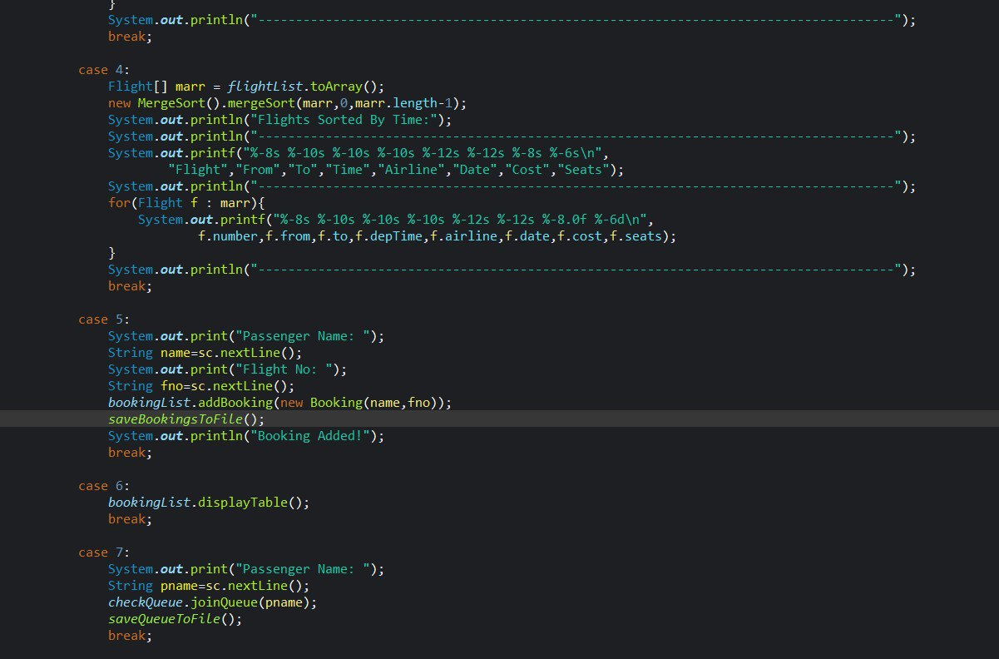 }
            System.out.println("-------------------------------------------------------------------------------------");
            break;

        case 4:
            Flight[] marr = flightList.toArray();
            new MergeSort().mergeSort(marr,0,marr.length-1);
            System.out.println("Flights Sorted By Time:");
            System.out.println("-------------------------------------------------------------------------------------");
            System.out.printf("%-8s %-10s %-10s %-10s %-12s %-12s %-8s %-6s\n",
                    "Flight","From","To","Time","Airline","Date","Cost","Seats");
            System.out.println("-------------------------------------------------------------------------------------");
            for(Flight f : marr){
                System.out.printf("%-8s %-10s %-10s %-10s %-12s %-12s %-8.0f %-6d\n",
                        f.number,f.from,f.to,f.depTime,f.airline,f.date,f.cost,f.seats);
            }
            System.out.println("-------------------------------------------------------------------------------------");
            break;

        case 5:
            System.out.print("Passenger Name: ");
            String name=sc.nextLine();
            System.out.print("Flight No: ");
            String fno=sc.nextLine();
            bookingList.addBooking(new Booking(name,fno));
            saveBookingsToFile();
            System.out.println("Booking Added!");
            break;

        case 6:
            bookingList.displayTable();
            break;

        case 7:
            System.out.print("Passenger Name: ");
            String pname=sc.nextLine();
            checkQueue.joinQueue(pname);
            saveQueueToFile();
            break;